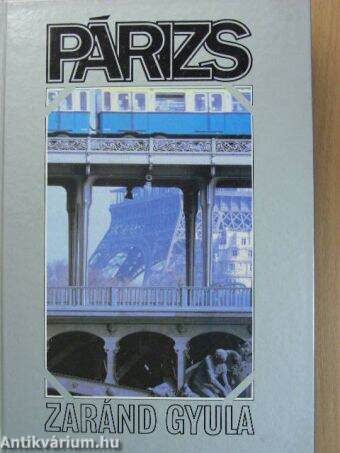 PÁRIZS
ZARÁND GYULA
Antikvárium.hu